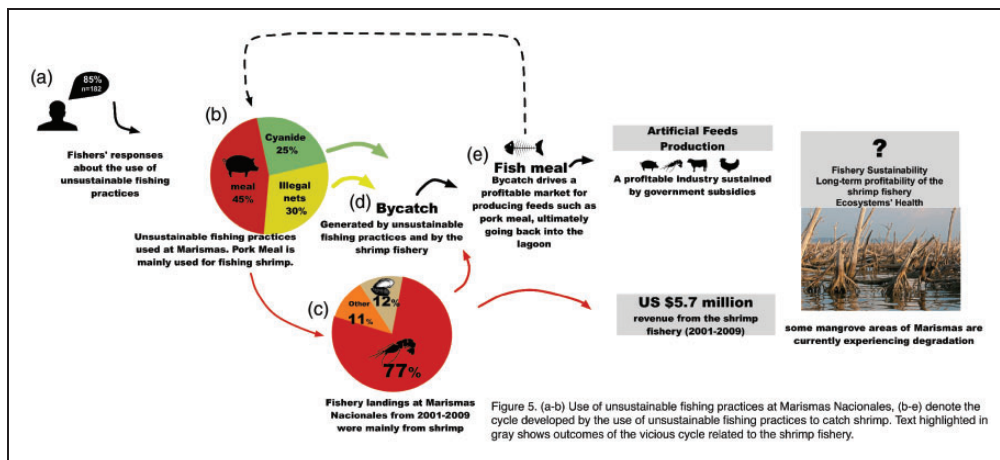 (a)
85%
n=182
Fishers' responses
about the use of
unsustainable fishing
practices
(b)
Cyanide
25%
meal
45%
Illegal
nets
30%
Unsustainable fishing practices
used at Marismas. Pork Meal is
mainly used for fishing shrimp.
(c)
Other
11%
12%
77%
Fishery landings at Marismas
Nacionales from 2001-2009
were mainly from shrimp
(d)
Bycatch
Generated by unsustainable
fishing practices and by the
shrimp fishery
(e)
Fish meal
Bycatch drives a
profitable market for
producing feeds such as
pork meal, ultimately
going back into the
lagoon
Artificial Feeds
Production
A profitable industry sustained
by government subsidies
US $5.7 million
revenue from the shrimp
fishery (2001-2009)
?
Fishery Sustainability
Long-term profitability of the
shrimp fishery
Ecosystems' Health
some mangrove areas of Marismas are
currently experiencing degradation
Figure 5. (a-b) Use of unsustainable fishing practices at Marismas Nacionales, (b-e) denote the
cycle developed by the use of unsustainable fishing practices to catch shrimp. Text highlighted in
gray shows outcomes of the vicious cycle related to the shrimp fishery.